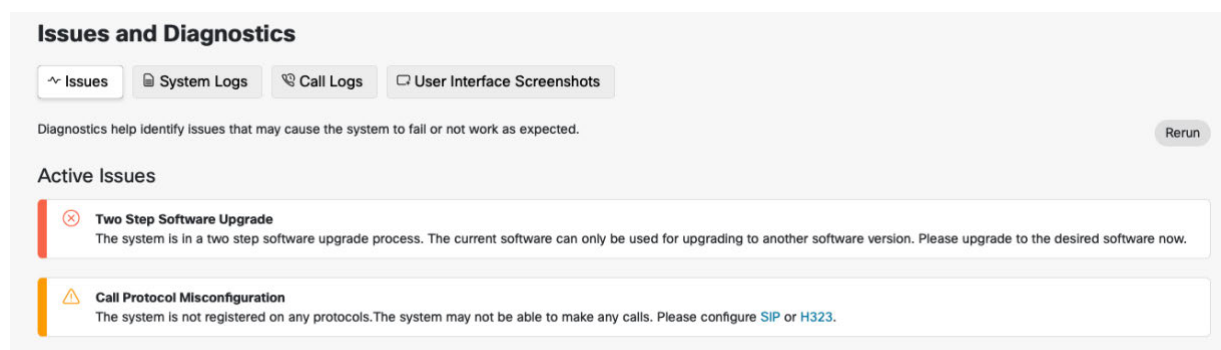 Issues and Diagnostics
Issues
System Logs
Call Logs
User Interface Screenshots
Diagnostics help identify issues that may cause the system to fail or not work as expected.
Rerun
Active Issues
Two Step Software Upgrade
The system is in a two step software upgrade process. The current software can only be used for upgrading to another software version. Please upgrade to the desired software now.
Call Protocol Misconfiguration
The system is not registered on any protocols.The system may not be able to make any calls. Please configure SIP or H323.